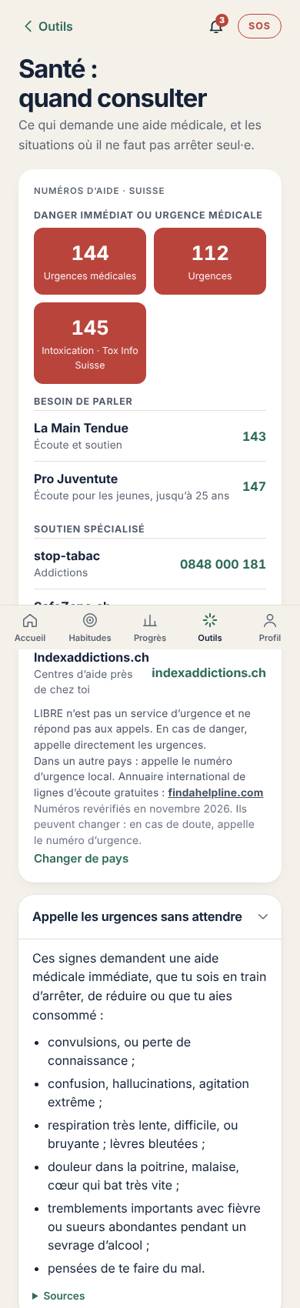 Outils
3
SOS
Santé :
quand consulter
Ce qui demande une aide médicale, et les
situations où il ne faut pas arrêter seul·e.
NUMÉROS D'AIDE · SUISSE
DANGER IMMÉDIAT OU URGENCE MÉDICALE
144
Urgences médicales
112
Urgences
145
Intoxication · Tox Info
Suisse
BESOIN DE PARLER
La Main Tendue
Écoute et soutien
143
Pro Juventute
Écoute pour les jeunes, jusqu'à 25 ans
147
SOUTIEN SPÉCIALISÉ
stop-tabac
Addictions
0848 000 181
Accueil
Habitudes
Progrès
Outils
Profil
Indexaddictions.ch
Centres d'aide près
de chez toi
indexaddictions.ch
LIBRE n'est pas un service d'urgence et ne
répond pas aux appels. En cas de danger,
appelle directement les urgences.
Dans un autre pays : appelle le numéro
d'urgence local. Annuaire international de
lignes d'écoute gratuites : findahelpline.com
Numéros revérifiés en novembre 2026. Ils
peuvent changer : en cas de doute, appelle
le numéro d'urgence.
Changer de pays
Appelle les urgences sans attendre
Ces signes demandent une aide
médicale immédiate, que tu sois en train
d'arrêter, de réduire ou que tu aies
consommé :
• convulsions, ou perte de
connaissance ;
• confusion, hallucinations, agitation
extrême ;
• respiration très lente, difficile, ou
bruyante ; lèvres bleutées ;
• douleur dans la poitrine, malaise,
cœur qui bat très vite ;
• tremblements importants avec fièvre
ou sueurs abondantes pendant un
sevrage d'alcool ;
• pensées de te faire du mal.
Sources